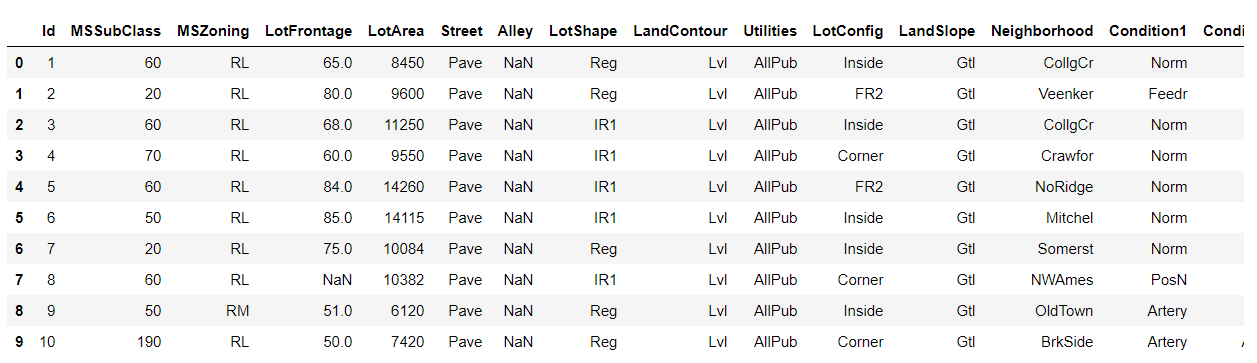 Id MSSubClass MSZoning LotFrontage LotArea Street Alley LotShape LandContour Utilities LotConfig LandSlope Neighborhood Condition1 Condi
0 1 60 RL 65.0 8450 Pave NaN Reg Lvl AllPub Inside Gtl CollgCr Norm
1 2 20 RL 80.0 9600 Pave NaN Reg Lvl AllPub FR2 Gtl Veenker Feedr
2 3 60 RL 68.0 11250 Pave NaN IR1 Lvl AllPub Inside Gtl CollgCr Norm
3 4 70 RL 60.0 9550 Pave NaN IR1 Lvl AllPub Corner Gtl Crawfor Norm
4 5 60 RL 84.0 14260 Pave NaN IR1 Lvl AllPub FR2 Gtl NoRidge Norm
5 6 50 RL 85.0 14115 Pave NaN IR1 Lvl AllPub Inside Gtl Mitchel Norm
6 7 20 RL 75.0 10084 Pave NaN Reg Lvl AllPub Inside Gtl Somerst Norm
7 8 60 RL NaN 10382 Pave NaN IR1 Lvl AllPub Corner Gtl NWAmes PosN
8 9 50 RM 51.0 6120 Pave NaN Reg Lvl AllPub Inside Gtl OldTown Artery
9 10 190 RL 50.0 7420 Pave NaN Reg Lvl AllPub Corner Gtl BrkSide Artery